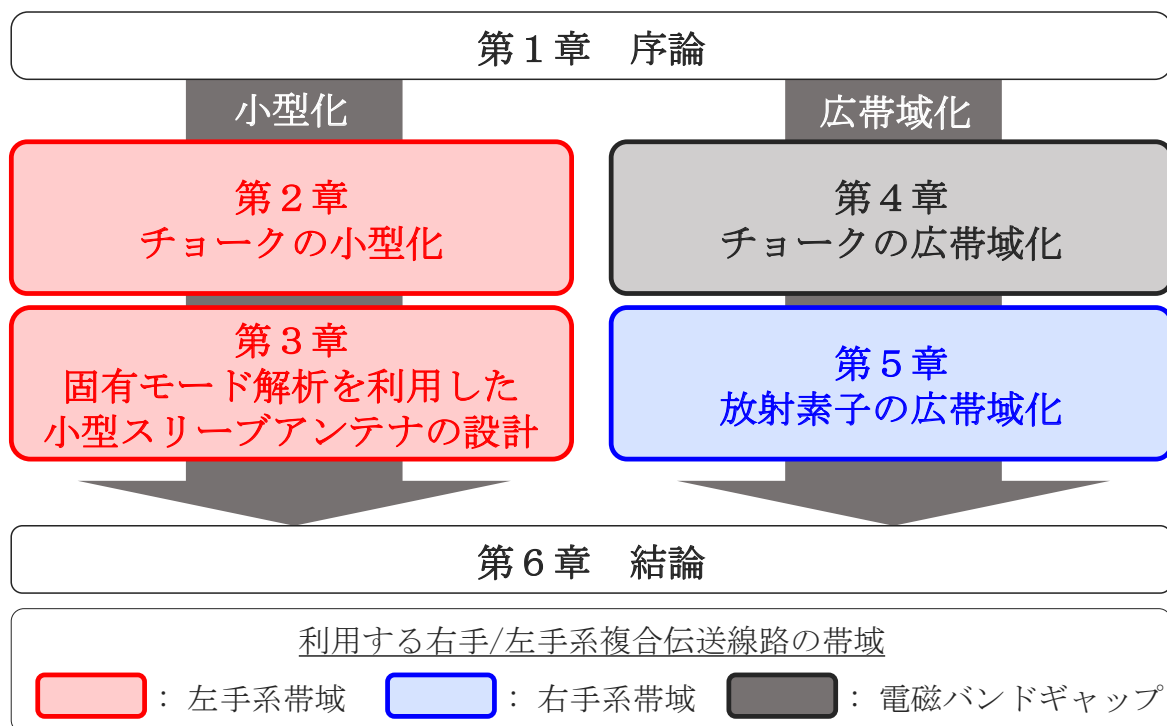 第１章　序論
小型化
広帯域化
第２章
チョークの小型化
第３章
固有モード解析を利用した
小型スリーブアンテナの設計
第４章
チョークの広帯域化
第５章
放射素子の広帯域化
第６章　結論
利用する右手/左手系複合伝送線路の帯域
： 左手系帯域
： 右手系帯域
： 電磁バンドギャップ